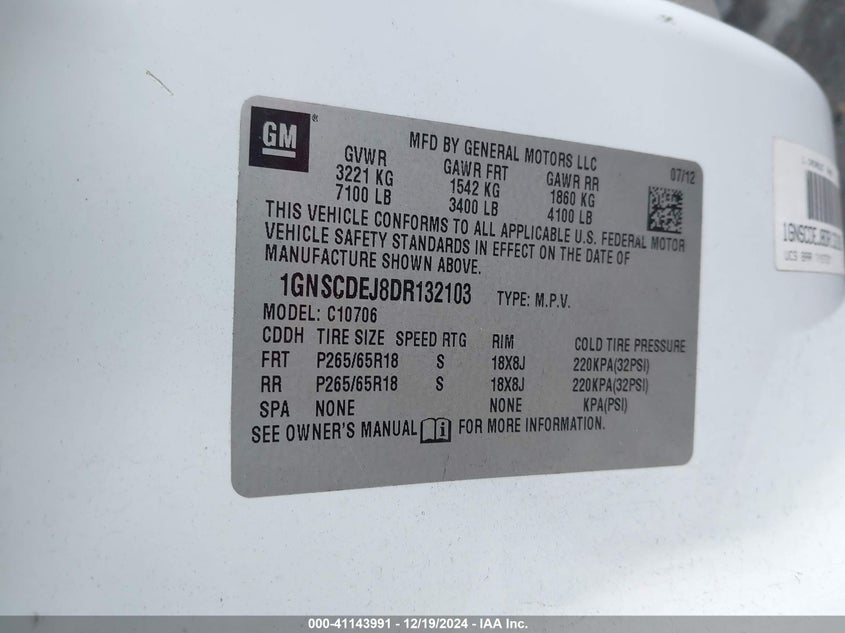 GM®
MFD BY GENERAL MOTORS LLC
07/12
GVWR GAWR FRT GAWR RR
3221 KG 1542 KG 1860 KG
7100 LB 3400 LB 4100 LB
THIS VEHICLE CONFORMS TO ALL APPLICABLE U.S. FEDERAL MOTOR
VEHICLE SAFETY STANDARDS IN EFFECT ON THE DATE OF
MANUFACTURE SHOWN ABOVE.
1GNSCDEJ8DR132103 TYPE: M.P.V.
MODEL: C10706
CDDH TIRE SIZE SPEED RTG RIM COLD TIRE PRESSURE
FRT P265/65R18 S 18X8J 220KPA(32PSI)
RR P265/65R18 S 18X8J 220KPA(32PSI)
SPA NONE NONE KPA(PSI)
SEE OWNER'S MANUAL FOR MORE INFORMATION.
000-41143991 - 12/19/2024 - IAA Inc.